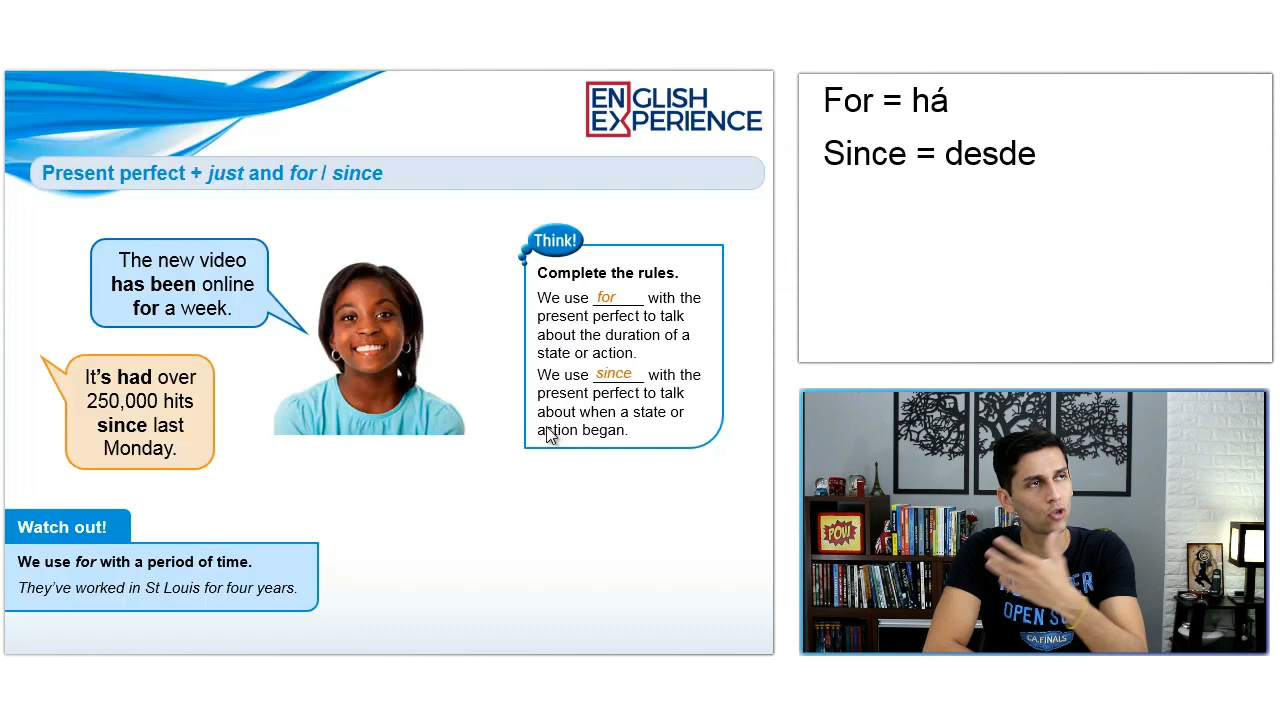 ENGLISH
EXPERIENCE
Present perfect + just and for / since
The new video
has been online
for a week.
It's had over
250,000 hits
since last
Monday.
Think!
Complete the rules.
We use for with the
present perfect to talk
about the duration of a
state or action.
We use since with the
present perfect to talk
about when a state or
action began.
Watch out!
We use for with a period of time.
They've worked in St Louis for four years.
For = há
Since = desde
POW
OPEN
CA.FINALS